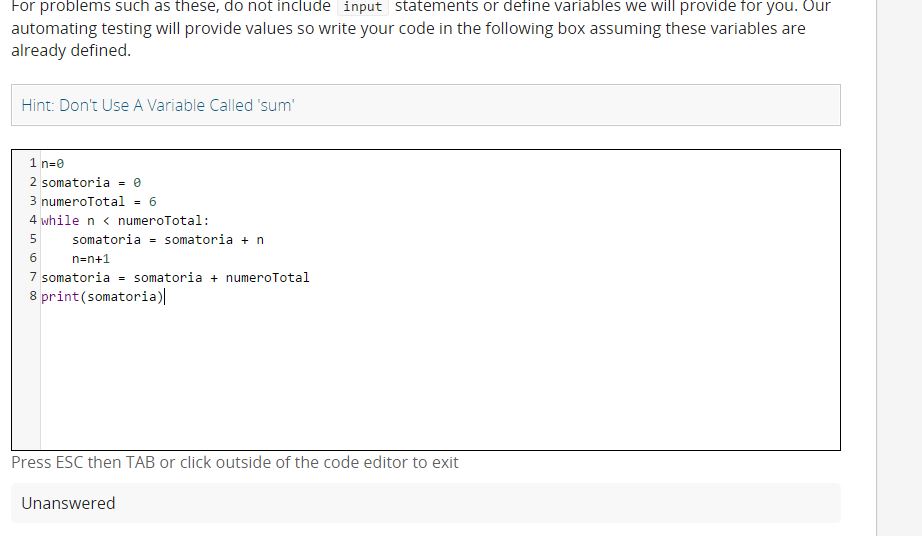 For problems such as these, do not include input statements or define variables we will provide for you. Our
automating testing will provide values so write your code in the following box assuming these variables are
already defined.
Hint: Don't Use A Variable Called 'sum'
1 n=0
2 somatoria = 0
3 numeroTotal = 6
4 while n < numeroTotal:
5     somatoria = somatoria + n
6     n=n+1
7 somatoria = somatoria + numeroTotal
8 print(somatoria)
Press ESC then TAB or click outside of the code editor to exit
Unanswered